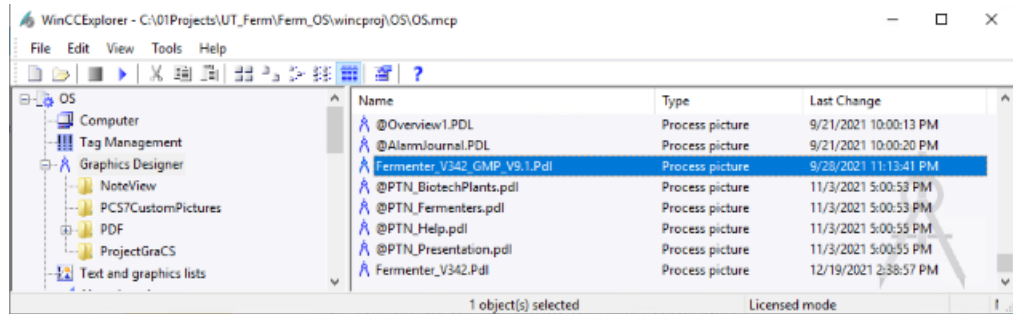 WinCCExplorer - C:\01Projects\UT_Ferm\Ferm_OS\wincproj\OS\OS.mcp
File Edit View Tools Help
OS
Computer
Tag Management
Graphics Designer
NoteView
PCS7CustomPictures
PDF
ProjectGraCS
Text and graphics lists
Name Type Last Change
@Overview1.PDL Process picture 9/21/2021 10:00:13 PM
@AlarmJournal.PDL Process picture 9/21/2021 10:00:20 PM
Fermenter_V342_GMP_V9.1.Pdl Process picture 9/28/2021 11:13:41 PM
@PTN_BiotechPlants.pdl Process picture 11/3/2021 5:00:53 PM
@PTN_Fermenters.pdl Process picture 11/3/2021 5:00:53 PM
@PTN_Help.pdl Process picture 11/3/2021 5:00:55 PM
@PTN_Presentation.pdl Process picture 11/3/2021 5:00:55 PM
Fermenter_V342.Pdl Process picture 12/19/2021 2:38:57 PM
1 object(s) selected Licensed mode